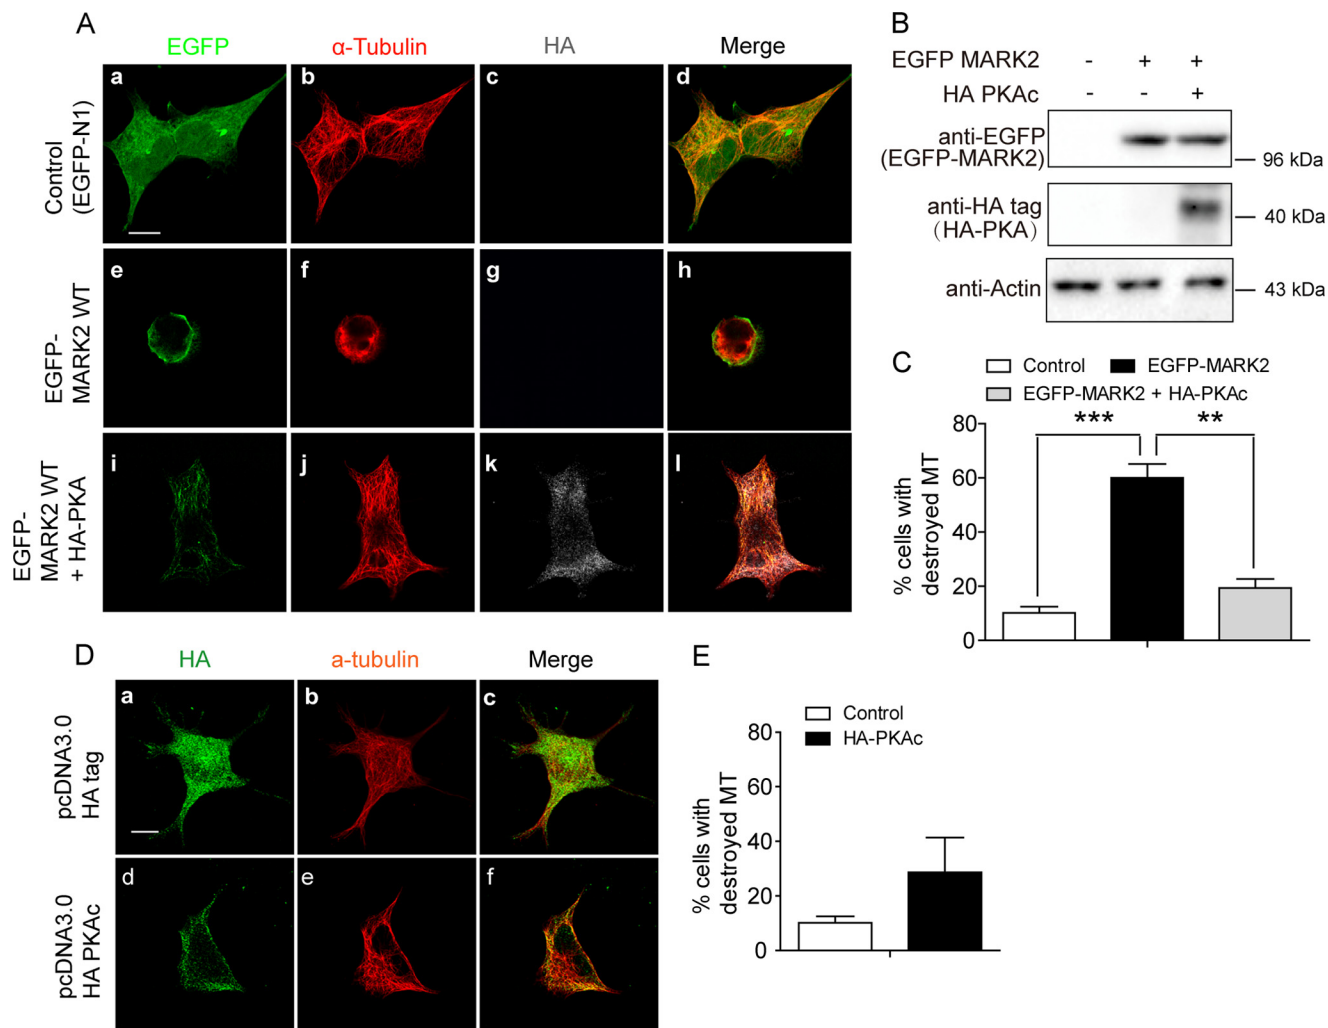 A
EGFP
α-Tubulin
HA
Merge
Control
(EGFP-N1)
a
b
c
d
EGFP-
MARK2 WT
e
f
g
h
EGFP-
MARK2 WT
+ HA-PKA
i
j
k
l
B
EGFP MARK2 - + +
HA PKAc - - +
anti-EGFP
(EGFP-MARK2)
96 kDa
anti-HA tag
(HA-PKA)
40 kDa
anti-Actin
43 kDa
C
Control
EGFP-MARK2
EGFP-MARK2 + HA-PKAc
% cells with
destroyed MT
80
60
40
20
0
***
**
D
HA
a-tubulin
Merge
pcDNA3.0
HA tag
a
b
c
pcDNA3.0
HA PKAc
d
e
f
E
Control
HA-PKAc
% cells with
destroyed MT
80
60
40
20
0